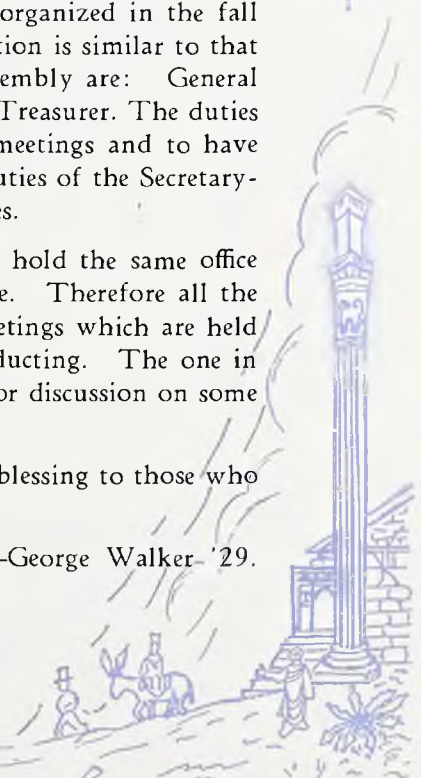 organized in the fall
tion is similar to that
embly are: General
Treasurer. The duties
meetings and to have
uties of the Secretary-
es.
hold the same office
e. Therefore all the
etings which are held
ducting. The one in
or discussion on some
blessing to those who
-George Walker '29.